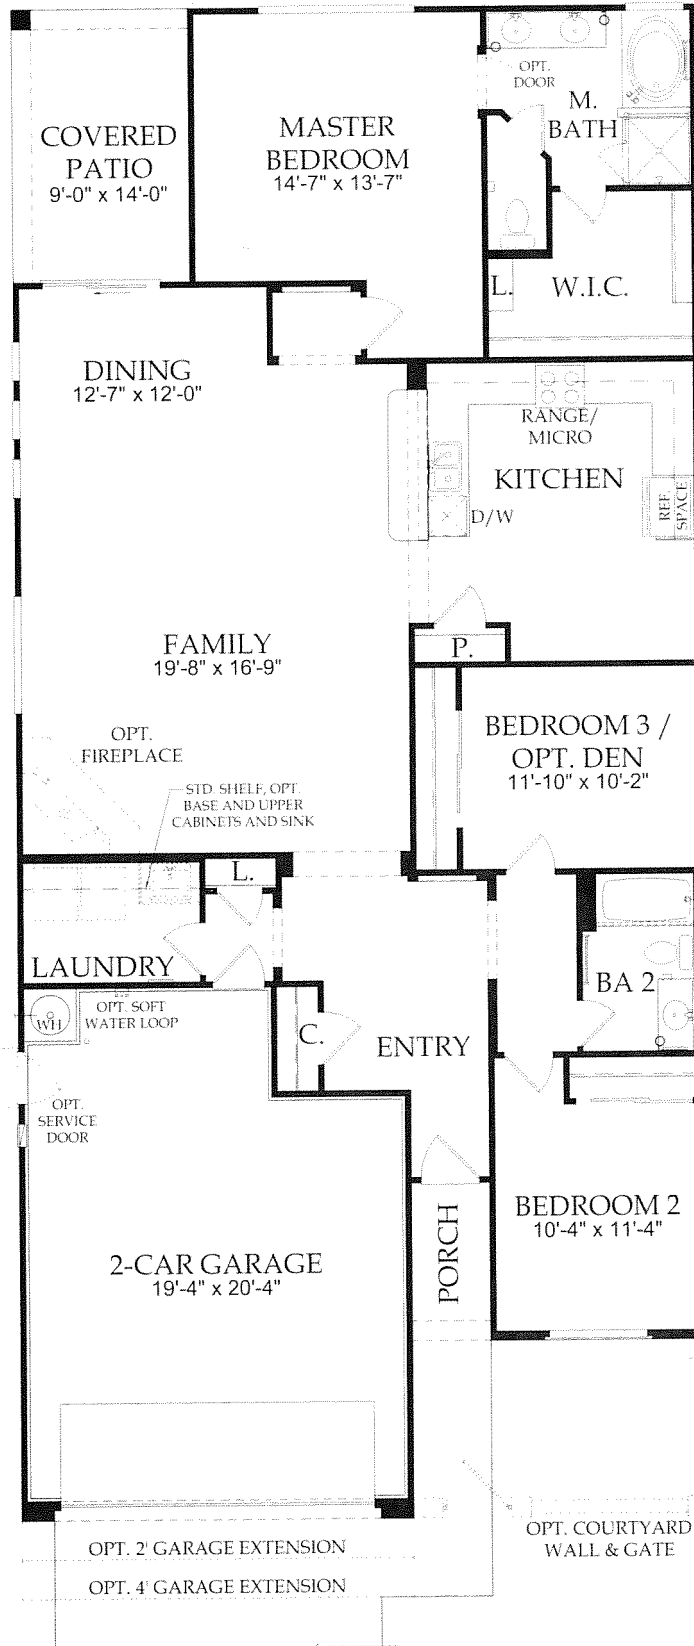 OPT.
DOOR
M.
BATH
COVERED
PATIO
9'-0" x 14'-0"
MASTER
BEDROOM
14'-7" x 13'-7"
L.
W.I.C.
DINING
12'-7" x 12'-0"
RANGE/
MICRO
KITCHEN
REF.
SPACE
D/W
FAMILY
19'-8" x 16'-9"
P.
OPT.
FIREPLACE
BEDROOM 3 /
OPT. DEN
11'-10" x 10'-2"
STD. SHELF, OPT.
BASE AND UPPER
CABINETS AND SINK
L.
LAUNDRY
BA 2
WH
OPT. SOFT
WATER LOOP
C.
ENTRY
OPT.
SERVICE
DOOR
BEDROOM 2
10'-4" x 11'-4"
PORCH
2-CAR GARAGE
19'-4" x 20'-4"
OPT. COURTYARD
WALL & GATE
OPT. 2' GARAGE EXTENSION
OPT. 4' GARAGE EXTENSION